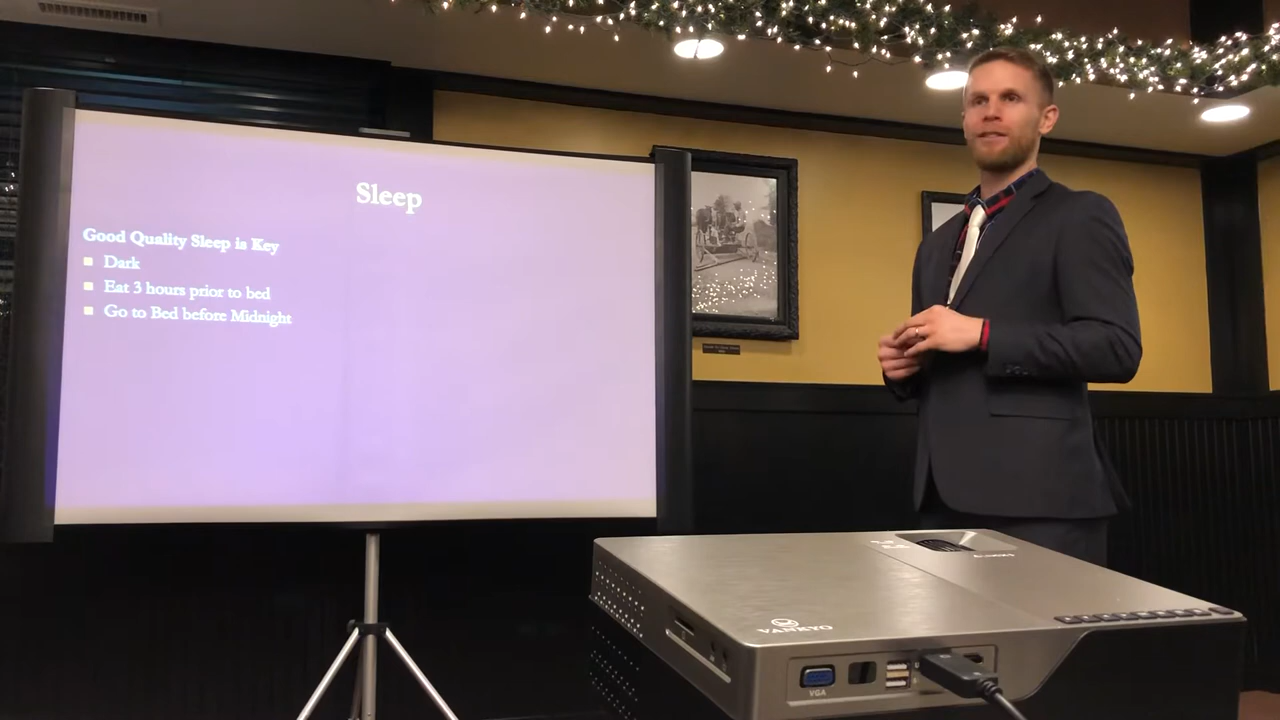 Sleep
Good Quality Sleep is Key
Dark
Eat 3 hours prior to bed
Go to Bed before Midnight
VANKYO
VGA